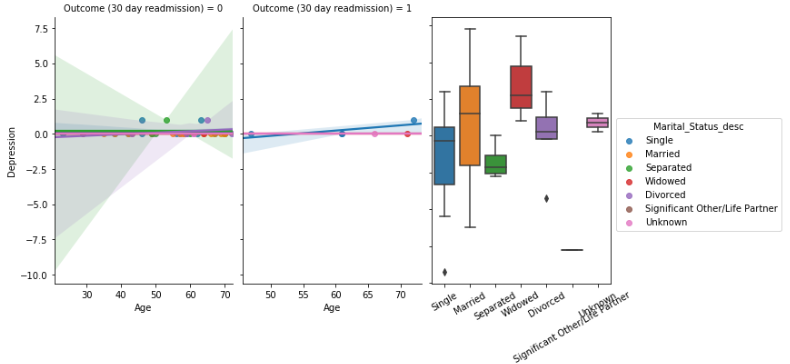 Outcome (30 day readmission) = 0
Outcome (30 day readmission) = 1
Depression
7.5
5.0
2.5
0.0
−2.5
−5.0
−7.5
−10.0
30 40 50 60 70
Age
50 55 60 65 70
Age
Single
Married
Separated
Widowed
Divorced
Significant Other/Life Partner
Unknown
Marital_Status_desc
Single
Married
Separated
Widowed
Divorced
Significant Other/Life Partner
Unknown